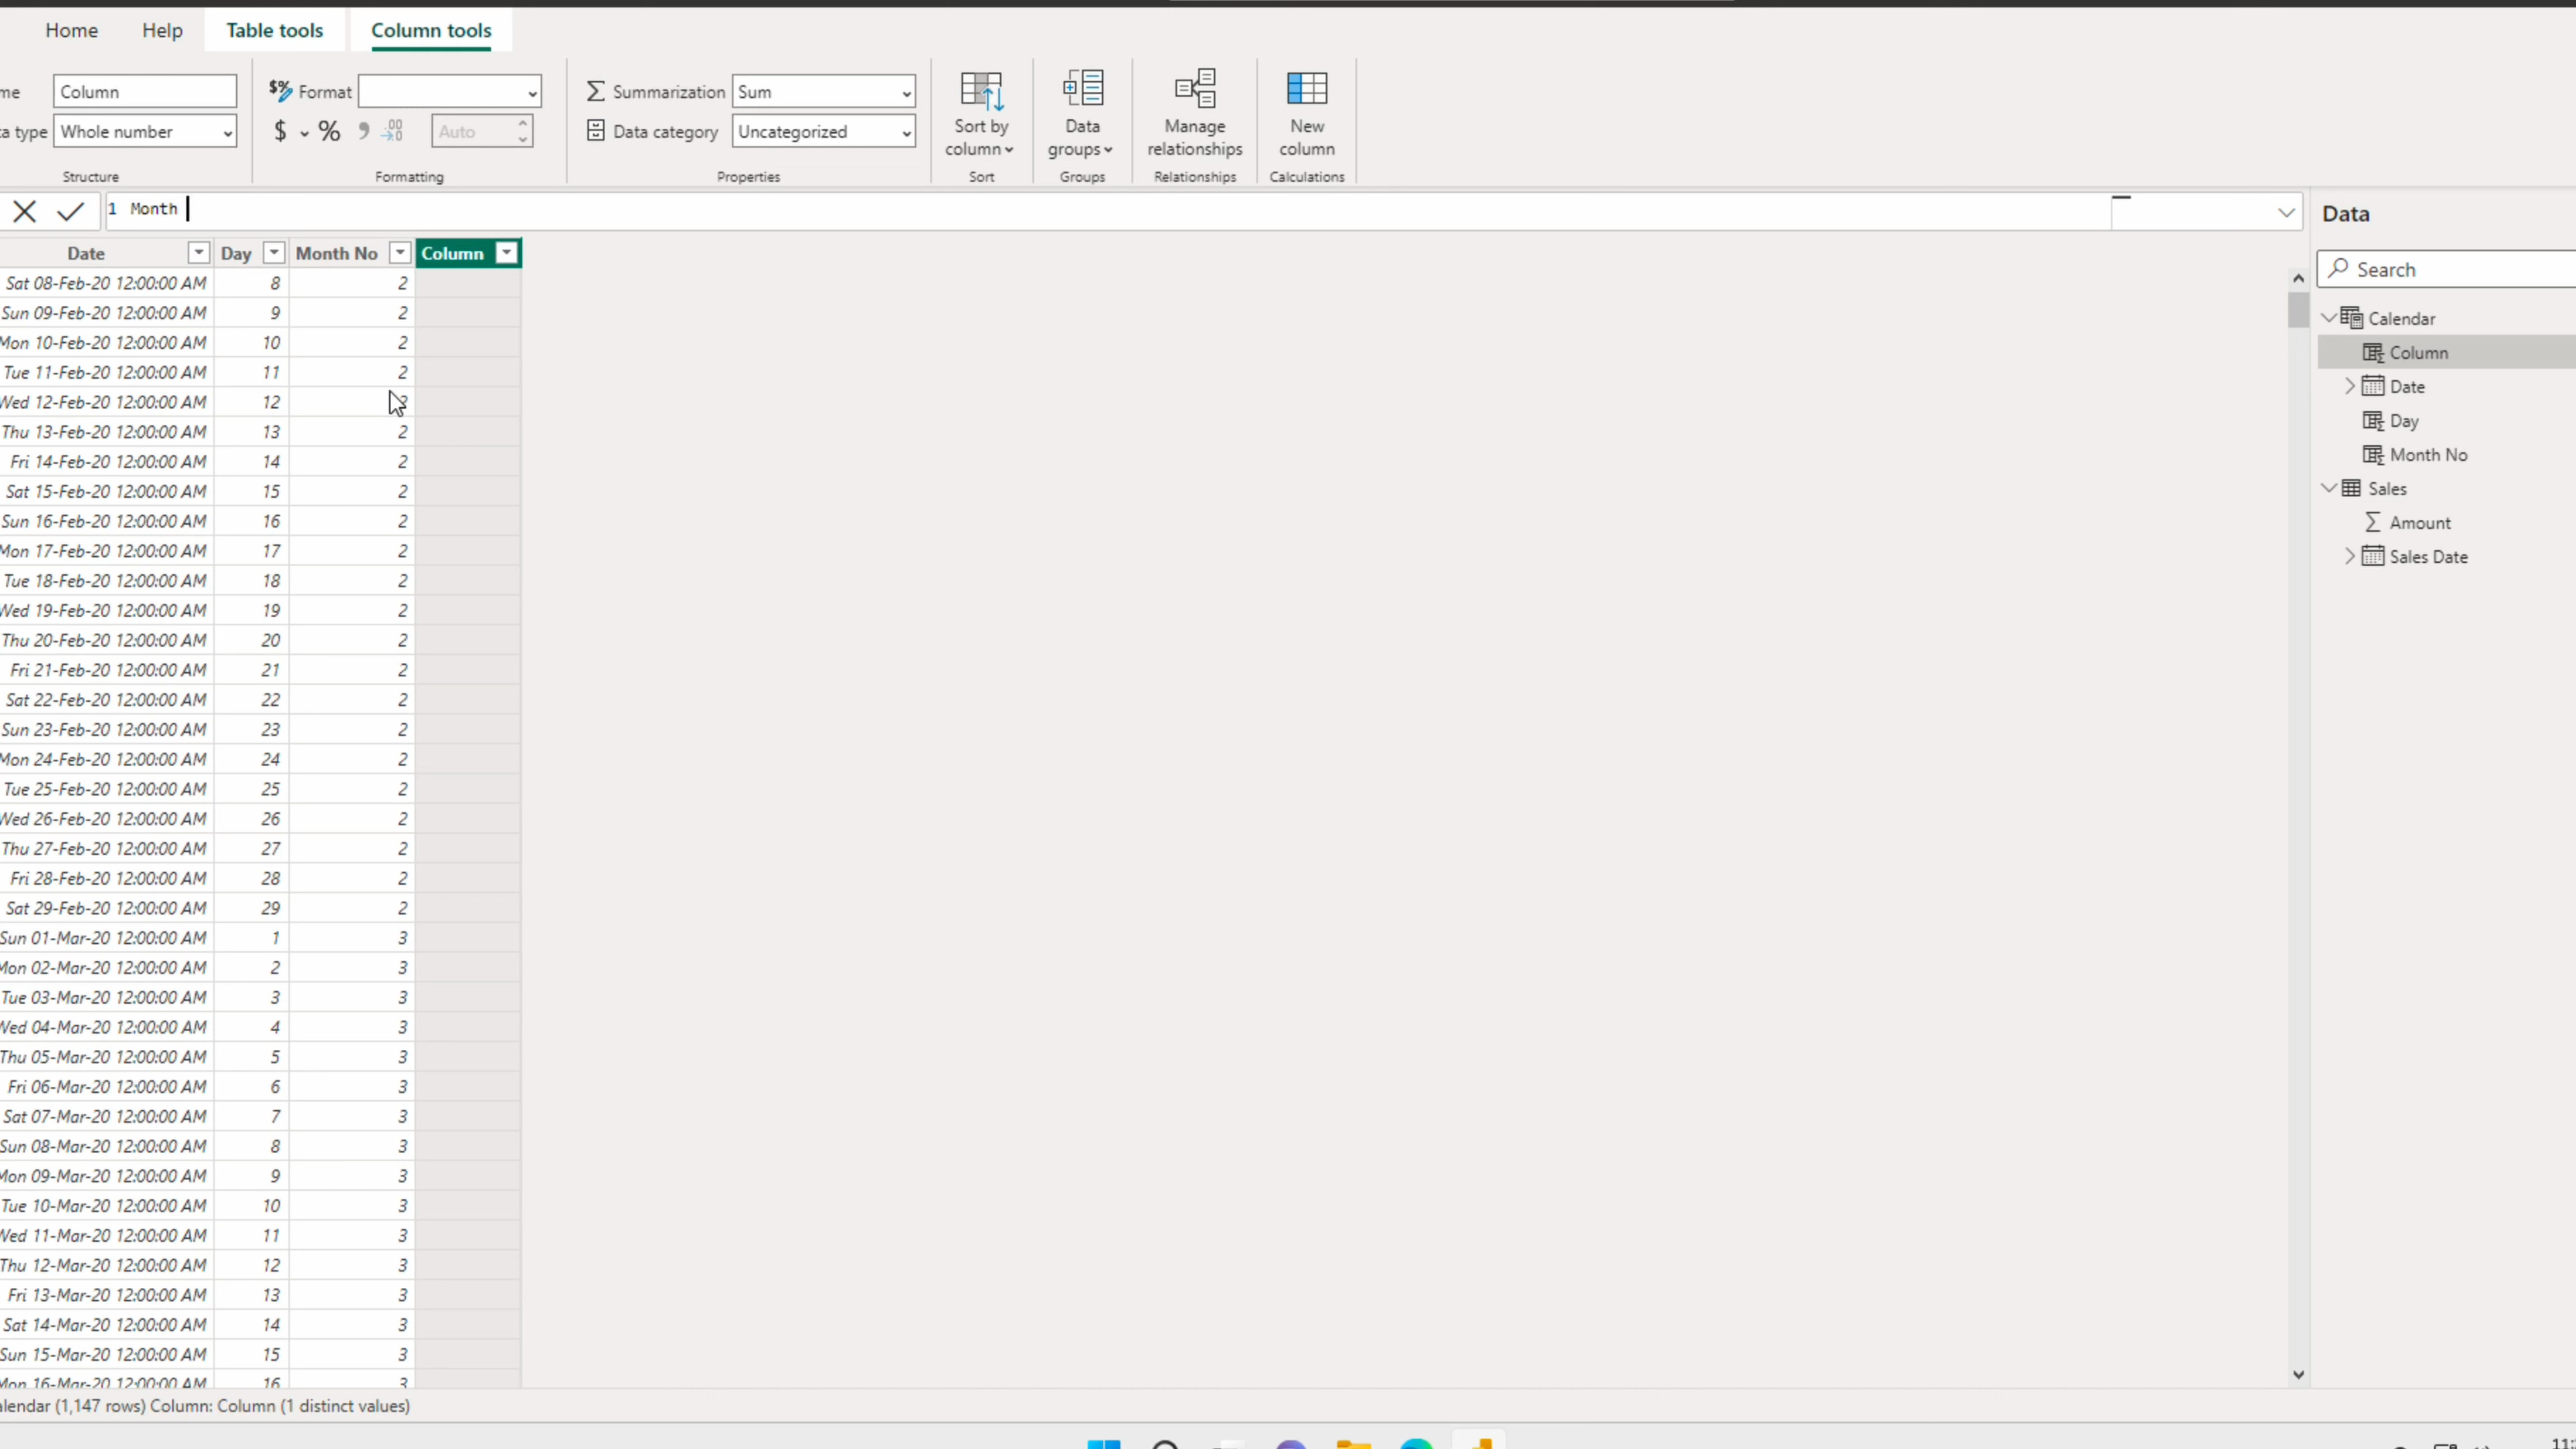 Home Help Table tools Column tools
me Column $% Format Summarization Sum Sort by column Data groups Manage relationships New column
a type Whole number $ % Auto Data category Uncategorized
Structure Formatting Properties Sort Groups Relationships Calculations
1 Month
Data
Search
Calendar
Column
Date
Day
Month No
Sales
Amount
Sales Date
Date Day Month No Column
Sat 08-Feb-20 12:00:00 AM 8 2
Sun 09-Feb-20 12:00:00 AM 9 2
Mon 10-Feb-20 12:00:00 AM 10 2
Tue 11-Feb-20 12:00:00 AM 11 2
Wed 12-Feb-20 12:00:00 AM 12 2
Thu 13-Feb-20 12:00:00 AM 13 2
Fri 14-Feb-20 12:00:00 AM 14 2
Sat 15-Feb-20 12:00:00 AM 15 2
Sun 16-Feb-20 12:00:00 AM 16 2
Mon 17-Feb-20 12:00:00 AM 17 2
Tue 18-Feb-20 12:00:00 AM 18 2
Wed 19-Feb-20 12:00:00 AM 19 2
Thu 20-Feb-20 12:00:00 AM 20 2
Fri 21-Feb-20 12:00:00 AM 21 2
Sat 22-Feb-20 12:00:00 AM 22 2
Sun 23-Feb-20 12:00:00 AM 23 2
Mon 24-Feb-20 12:00:00 AM 24 2
Tue 25-Feb-20 12:00:00 AM 25 2
Wed 26-Feb-20 12:00:00 AM 26 2
Thu 27-Feb-20 12:00:00 AM 27 2
Fri 28-Feb-20 12:00:00 AM 28 2
Sat 29-Feb-20 12:00:00 AM 29 2
Sun 01-Mar-20 12:00:00 AM 1 3
Mon 02-Mar-20 12:00:00 AM 2 3
Tue 03-Mar-20 12:00:00 AM 3 3
Wed 04-Mar-20 12:00:00 AM 4 3
Thu 05-Mar-20 12:00:00 AM 5 3
Fri 06-Mar-20 12:00:00 AM 6 3
Sat 07-Mar-20 12:00:00 AM 7 3
Sun 08-Mar-20 12:00:00 AM 8 3
Mon 09-Mar-20 12:00:00 AM 9 3
Tue 10-Mar-20 12:00:00 AM 10 3
Wed 11-Mar-20 12:00:00 AM 11 3
Thu 12-Mar-20 12:00:00 AM 12 3
Fri 13-Mar-20 12:00:00 AM 13 3
Sat 14-Mar-20 12:00:00 AM 14 3
Sun 15-Mar-20 12:00:00 AM 15 3
Mon 16-Mar-20 12:00:00 AM 16 3
alendar (1,147 rows) Column: Column (1 distinct values)